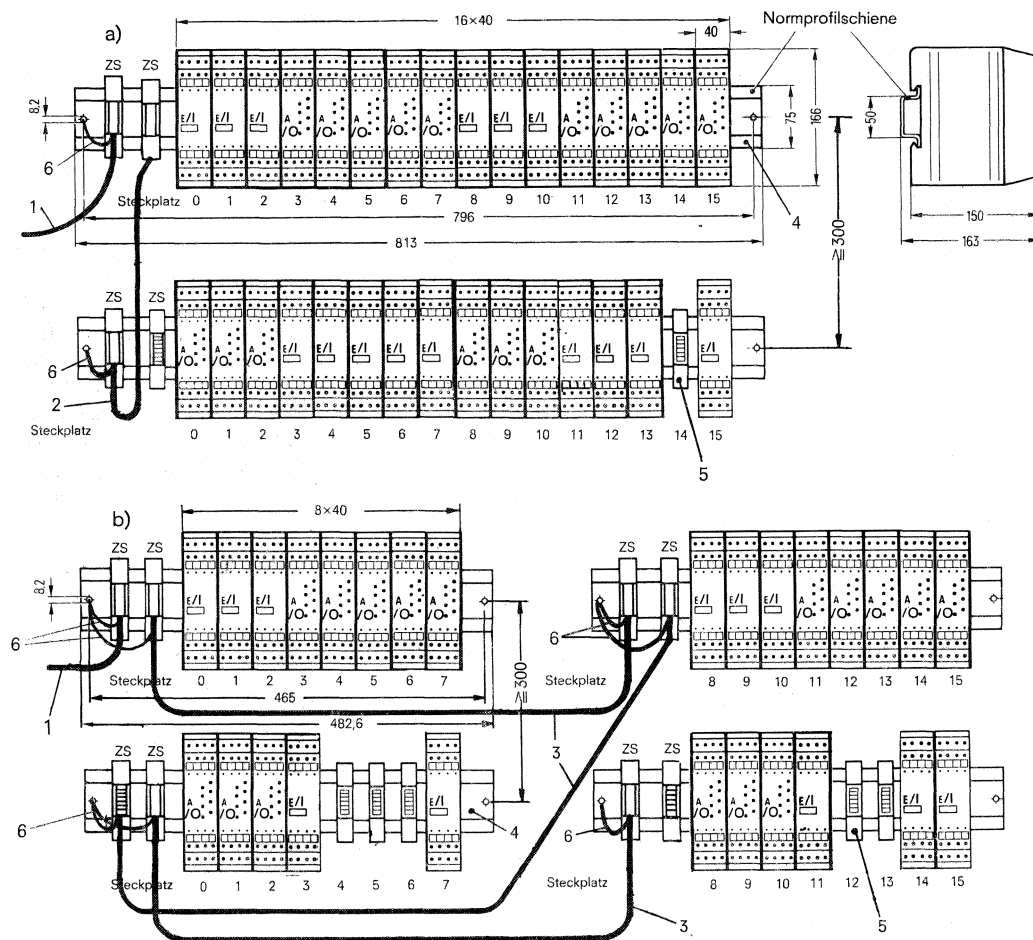 16×40
40
Normprofilschiene
a)
ZS ZS
8,2
E/I E/I E/I A/O. A/O. A/O. A/O. A/O. E/I E/I E/I A/O. A/O. A/O. A/O. A/O.
75
166
50
6
Steckplatz 0 1 2 3 4 5 6 7 8 9 10 11 12 13 14 15
1
796
4
150
813
163
≥300
ZS ZS
A/O. A/O. A/O. E/I E/I E/I E/I E/I A/O. A/O. A/O. E/I E/I E/I E/I
6
2
Steckplatz
0 1 2 3 4 5 6 7 8 9 10 11 12 13 14 15
5
b)
8×40
ZS ZS ZS ZS
8,2
E/I E/I E/I A/O. A/O. A/O. A/O. A/O. E/I E/I E/I A/O. A/O. A/O. A/O. A/O.
6 6
Steckplatz 0 1 2 3 4 5 6 7 Steckplatz 8 9 10 11 12 13 14 15
465
≥300
1
482,6
3
3
ZS ZS ZS
A/O. A/O. A/O. E/I E/I A/O. A/O. A/O. E/I E/I E/I
6 4 6
Steckplatz 0 1 2 3 4 5 6 7 Steckplatz 8 9 10 11 12 13 14 15
3
5